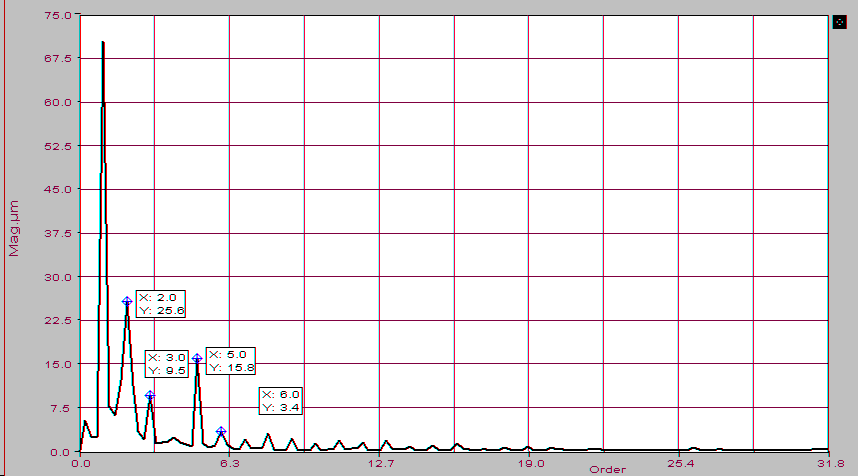 75.0
67.5
60.0
52.5
45.0
37.5
30.0
22.5
15.0
7.5
0.0
Mag.µm
X: 2.0
Y: 25.6
X: 3.0
Y: 9.5
X: 5.0
Y: 15.8
X: 6.0
Y: 3.4
0.0 6.3 12.7 19.0 25.4 31.8
Order